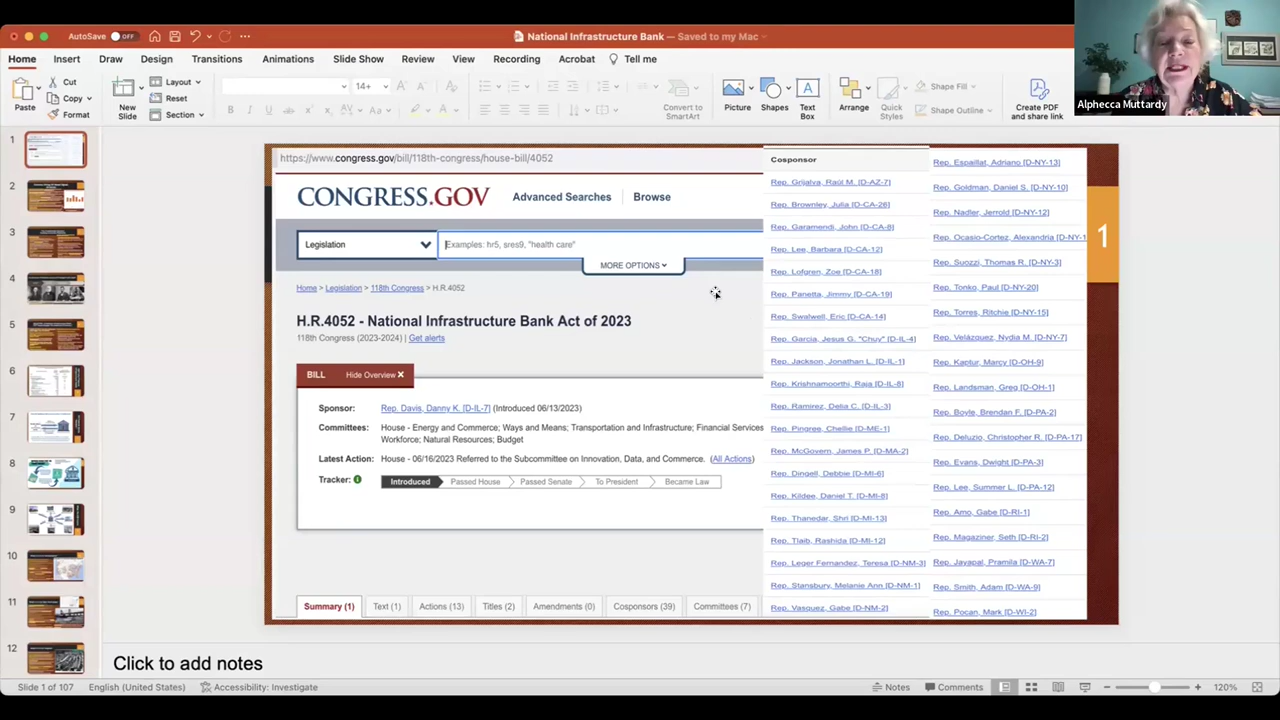 AutoSave OFF
National Infrastructure Bank — Saved to my Mac
Home Insert Draw Design Transitions Animations Slide Show Review View Recording Acrobat Tell me
Paste
Cut
Copy
Format
New Slide
Layout
Reset
Section
14+
Convert to SmartArt
Picture
Shapes
Text Box
Arrange
Quick Styles
Shape Fill
Shape Outline
Create PDF and share link
Alphecca Muttardy
1
2
3
4
5
6
7
8
9
10
11
12
https://www.congress.gov/bill/118th-congress/house-bill/4052
CONGRESS.GOV Advanced Searches Browse
Legislation
Examples: hr5, sres9, "health care"
MORE OPTIONS
Home > Legislation > 118th Congress > H.R.4052
H.R.4052 - National Infrastructure Bank Act of 2023
118th Congress (2023-2024) | Get alerts
BILL Hide Overview ×
Sponsor: Rep. Davis, Danny K. [D-IL-7] (Introduced 06/13/2023)
Committees: House - Energy and Commerce; Ways and Means; Transportation and Infrastructure; Financial Services
Workforce; Natural Resources; Budget
Latest Action: House - 06/16/2023 Referred to the Subcommittee on Innovation, Data, and Commerce. (All Actions)
Tracker: Introduced Passed House Passed Senate To President Became Law
Summary (1) Text (1) Actions (13) Titles (2) Amendments (0) Cosponsors (39) Committees (7)
Cosponsor
Rep. Grijalva, Raúl M. [D-AZ-7]
Rep. Brownley, Julia [D-CA-26]
Rep. Garamendi, John [D-CA-8]
Rep. Lee, Barbara [D-CA-12]
Rep. Lofgren, Zoe [D-CA-18]
Rep. Panetta, Jimmy [D-CA-19]
Rep. Swalwell, Eric [D-CA-14]
Rep. Garcia, Jesus G. "Chuy" [D-IL-4]
Rep. Jackson, Jonathan L. [D-IL-1]
Rep. Krishnamoorthi, Raja [D-IL-8]
Rep. Ramirez, Delia C. [D-IL-3]
Rep. Pingree, Chellie [D-ME-1]
Rep. McGovern, James P. [D-MA-2]
Rep. Dingell, Debbie [D-MI-6]
Rep. Kildee, Daniel T. [D-MI-8]
Rep. Thanedar, Shri [D-MI-13]
Rep. Tlaib, Rashida [D-MI-12]
Rep. Leger Fernandez, Teresa [D-NM-3]
Rep. Stansbury, Melanie Ann [D-NM-1]
Rep. Vasquez, Gabe [D-NM-2]
Rep. Espaillat, Adriano [D-NY-13]
Rep. Goldman, Daniel S. [D-NY-10]
Rep. Nadler, Jerrold [D-NY-12]
Rep. Ocasio-Cortez, Alexandria [D-NY-1
Rep. Suozzi, Thomas R. [D-NY-3]
Rep. Tonko, Paul [D-NY-20]
Rep. Torres, Ritchie [D-NY-15]
Rep. Velázquez, Nydia M. [D-NY-7]
Rep. Kaptur, Marcy [D-OH-9]
Rep. Landsman, Greg [D-OH-1]
Rep. Boyle, Brendan F. [D-PA-2]
Rep. Deluzio, Christopher R. [D-PA-17]
Rep. Evans, Dwight [D-PA-3]
Rep. Lee, Summer L. [D-PA-12]
Rep. Amo, Gabe [D-RI-1]
Rep. Magaziner, Seth [D-RI-2]
Rep. Jayapal, Pramila [D-WA-7]
Rep. Smith, Adam [D-WA-9]
Rep. Pocan, Mark [D-WI-2]
1
Click to add notes
Slide 1 of 107 English (United States) Accessibility: Investigate Notes Comments 120%